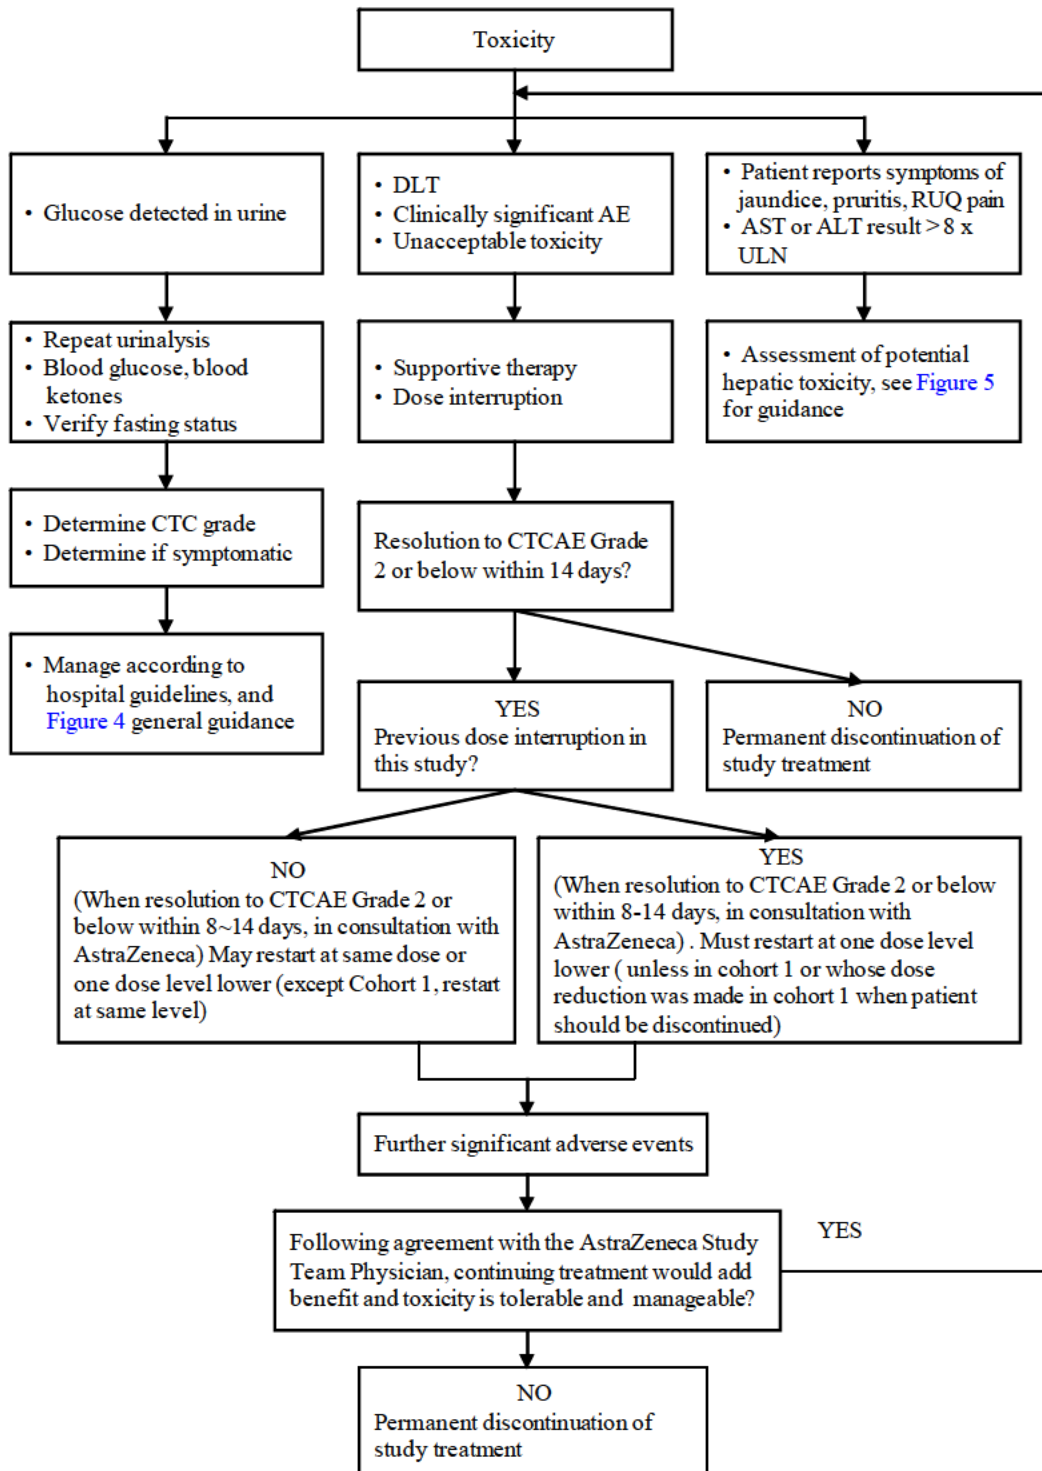 Toxicity
• Glucose detected in urine
• DLT
• Clinically significant AE
• Unacceptable toxicity
• Patient reports symptoms of
jaundice, pruritis, RUQ pain
• AST or ALT result > 8 x
ULN
• Repeat urinalysis
• Blood glucose, blood
ketones
• Verify fasting status
• Supportive therapy
• Dose interruption
• Assessment of potential
hepatic toxicity, see Figure 5
for guidance
• Determine CTC grade
• Determine if symptomatic
Resolution to CTCAE Grade
2 or below within 14 days?
• Manage according to
hospital guidelines, and
Figure 4 general guidance
YES
Previous dose interruption in
this study?
NO
Permanent discontinuation of
study treatment
NO
(When resolution to CTCAE Grade 2 or
below within 8~14 days, in consultation with
AstraZeneca) May restart at same dose or
one dose level lower (except Cohort 1, restart
at same level)
YES
(When resolution to CTCAE Grade 2 or below
within 8-14 days, in consultation with
AstraZeneca) . Must restart at one dose level
lower ( unless in cohort 1 or whose dose
reduction was made in cohort 1 when patient
should be discontinued)
Further significant adverse events
Following agreement with the AstraZeneca Study
Team Physician, continuing treatment would add
benefit and toxicity is tolerable and manageable?
YES
NO
Permanent discontinuation of
study treatment